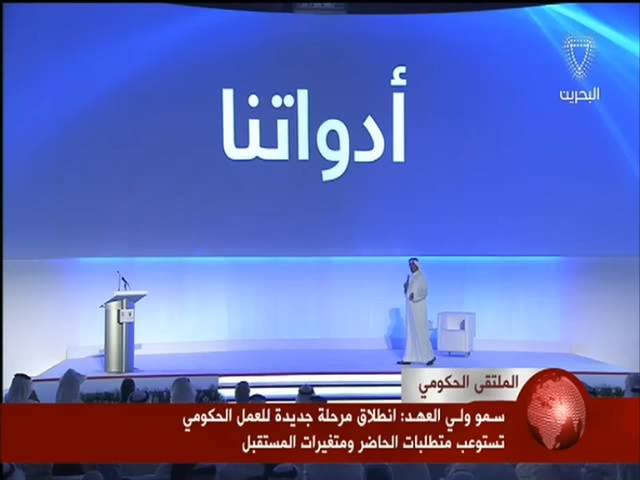 أدواتنا
البحرين
الملتقى الحكومي
سمو ولي العهد: انطلاق مرحلة جديدة للعمل الحكومي
تستوعب متطلبات الحاضر ومتغيرات المستقبل